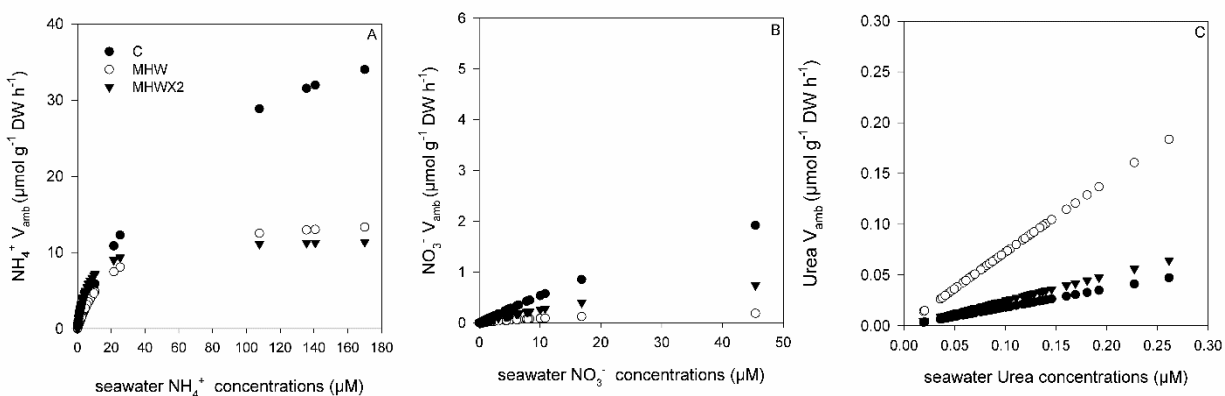 A
C
MHW
MHWX2
NH₄⁺ V_amb (µmol g⁻¹ DW h⁻¹)
40
30
20
10
0
0 20 40 60 80 100 120 140 160 180
seawater NH₄⁺ concentrations (µM)
B
NO₃⁻ V_amb (µmol g⁻¹ DW h⁻¹)
6
5
4
3
2
1
0
0 10 20 30 40 50
seawater NO₃⁻ concentrations (µM)
C
Urea V_amb (µmol g⁻¹ DW h⁻¹)
0.30
0.25
0.20
0.15
0.10
0.05
0.00
0.00 0.05 0.10 0.15 0.20 0.25 0.30
seawater Urea concentrations (µM)